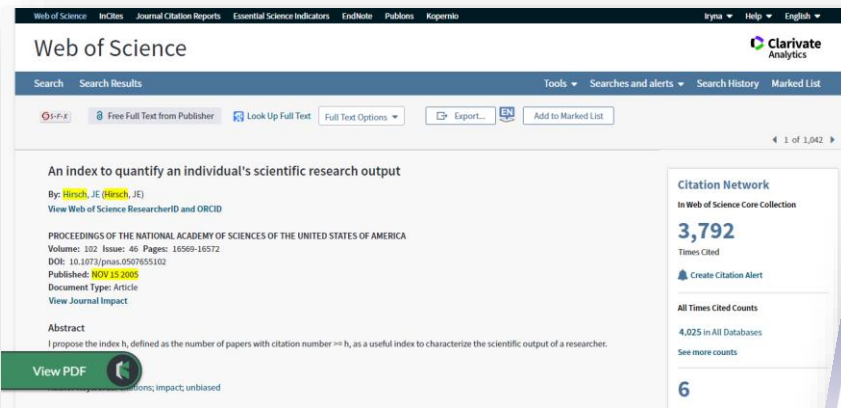 Web of Science InCites Journal Citation Reports Essential Science Indicators EndNote Publons Kopernio Iryna Help English
Web of Science
Clarivate
Analytics
Search Search Results Tools Searches and alerts Search History Marked List
S·F·X Free Full Text from Publisher Look Up Full Text Full Text Options Export... EN Add to Marked List
1 of 1,042
An index to quantify an individual's scientific research output
By: Hirsch, JE (Hirsch, JE)
View Web of Science ResearcherID and ORCID
PROCEEDINGS OF THE NATIONAL ACADEMY OF SCIENCES OF THE UNITED STATES OF AMERICA
Volume: 102 Issue: 46 Pages: 16569-16572
DOI: 10.1073/pnas.0507655102
Published: NOV 15 2005
Document Type: Article
View Journal Impact
Abstract
I propose the index h, defined as the number of papers with citation number >= h, as a useful index to characterize the scientific output of a researcher.
View PDF
impact; unbiased
Citation Network
In Web of Science Core Collection
3,792
Times Cited
Create Citation Alert
All Times Cited Counts
4,025 in All Databases
See more counts
6